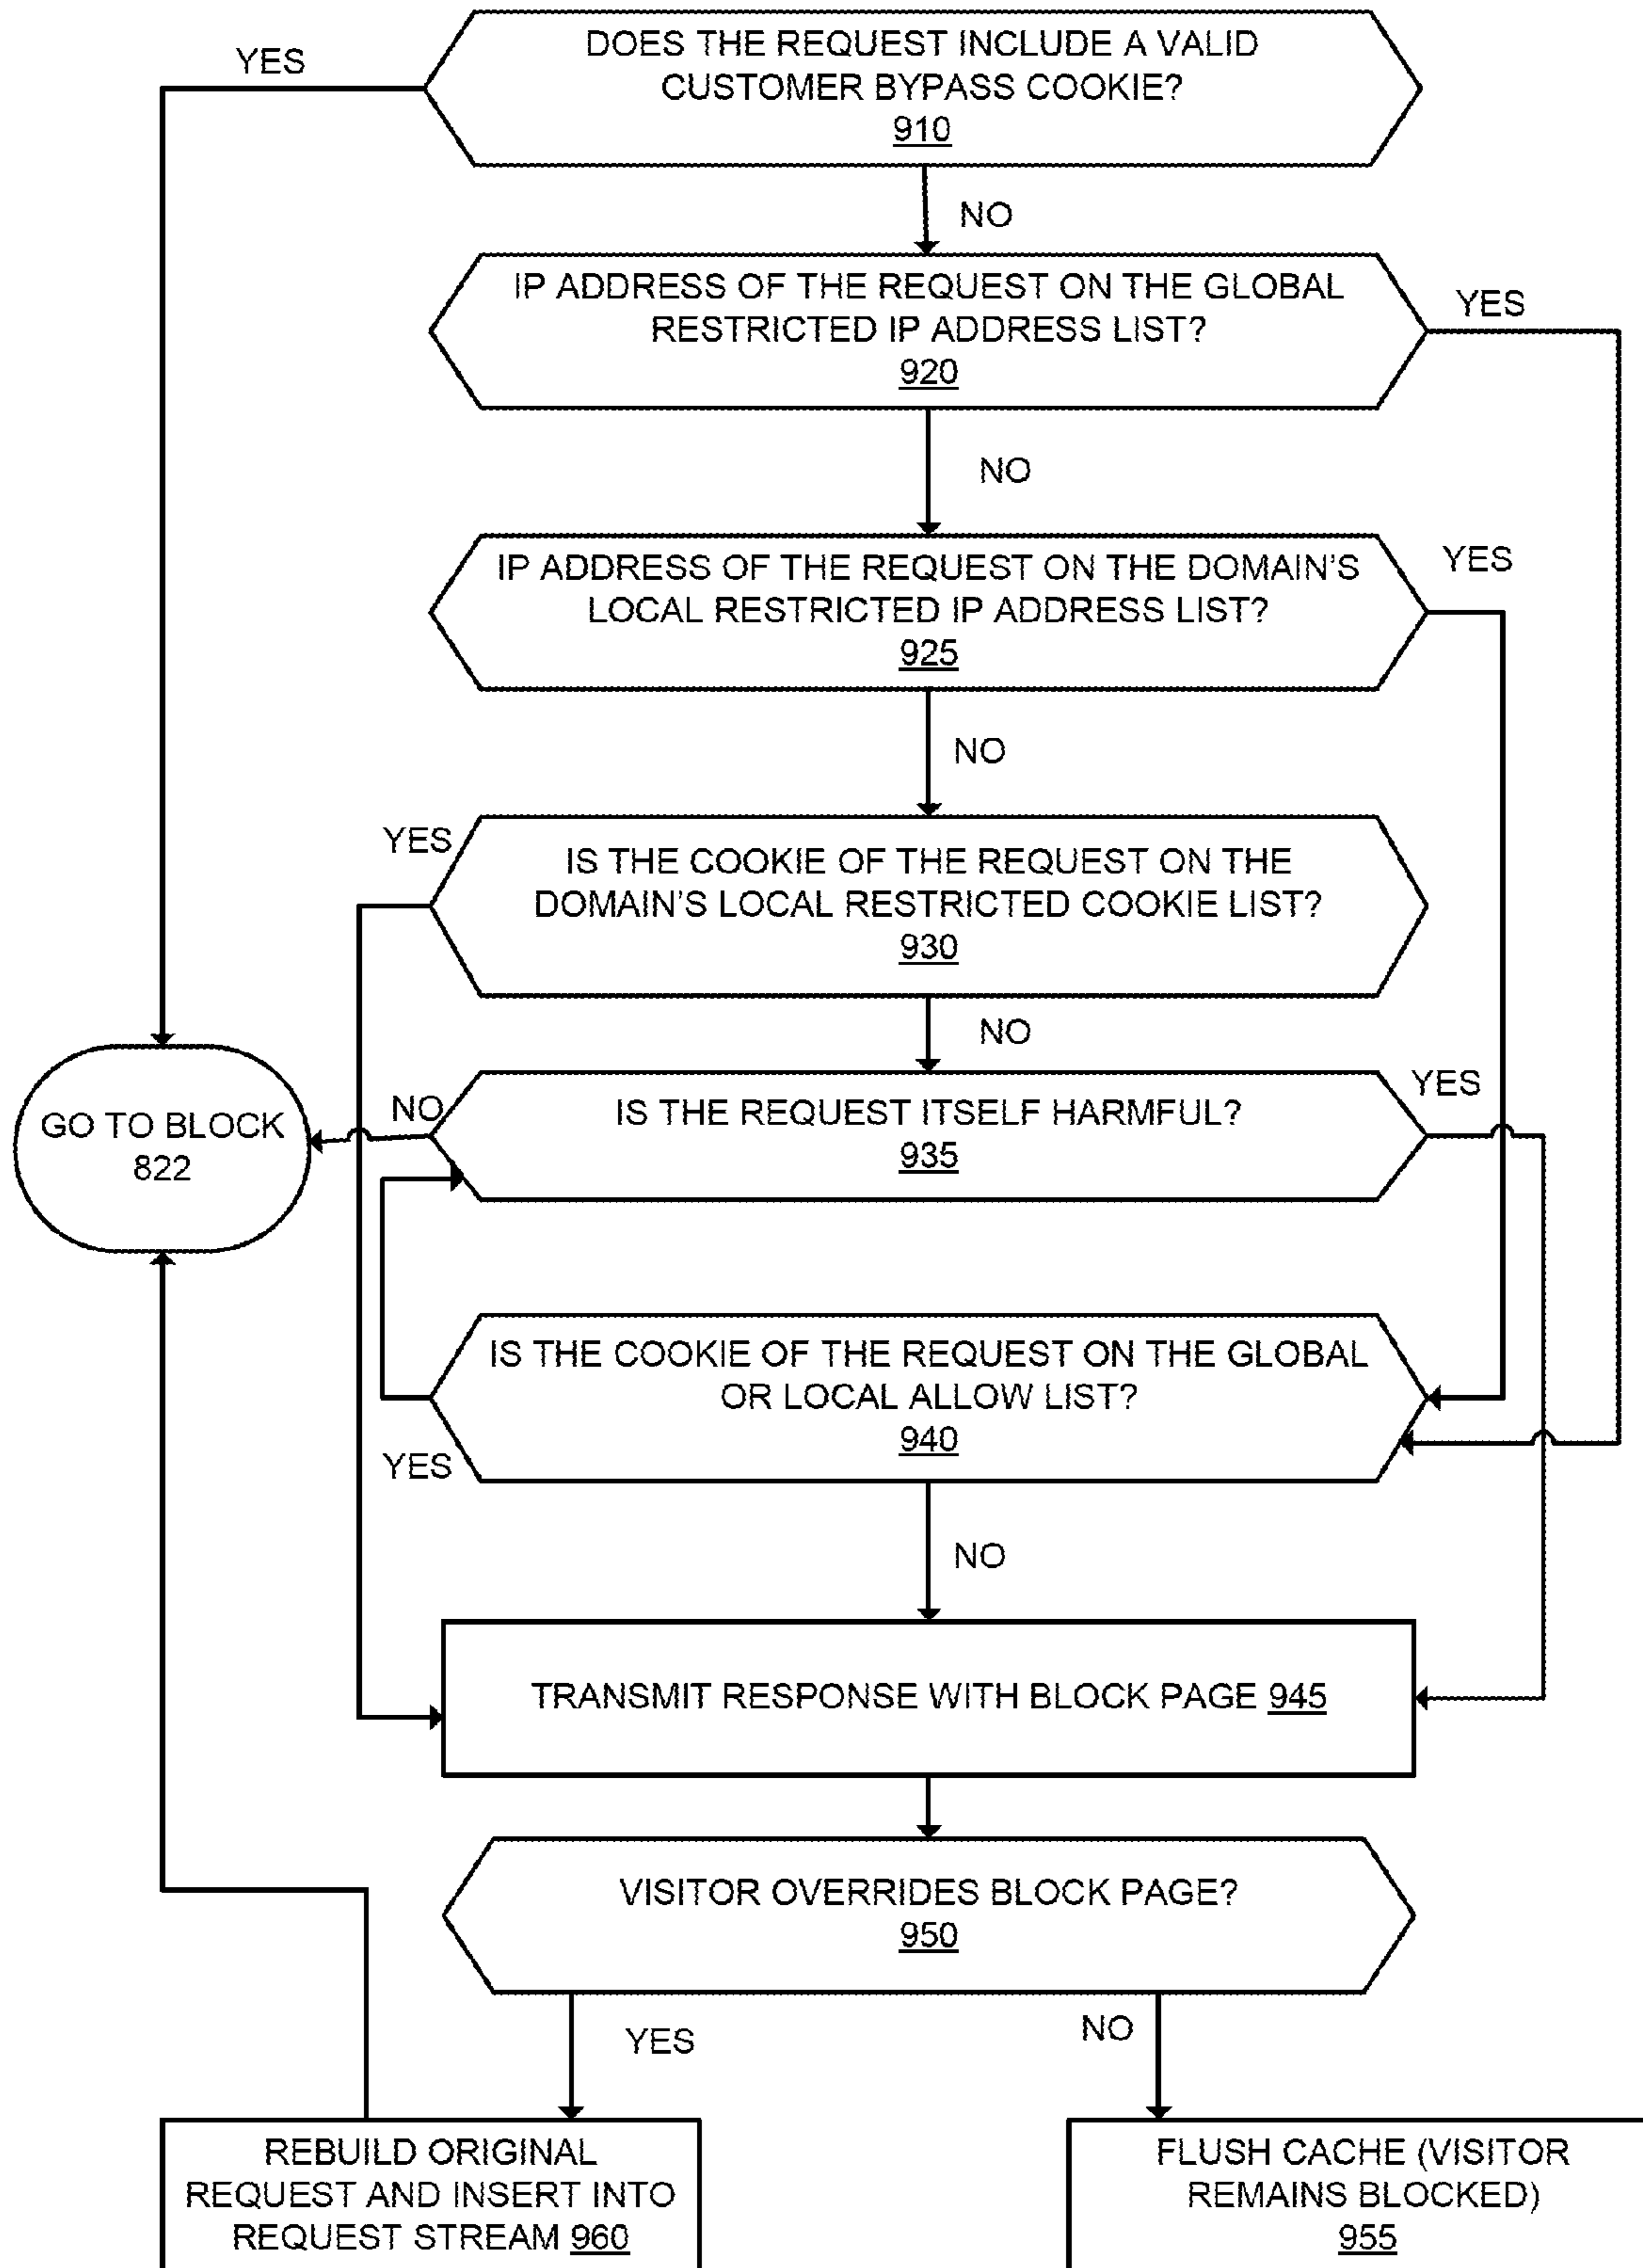 DOES THE REQUEST INCLUDE A VALID
CUSTOMER BYPASS COOKIE?
910
YES
NO
IP ADDRESS OF THE REQUEST ON THE GLOBAL
RESTRICTED IP ADDRESS LIST?
920
YES
NO
IP ADDRESS OF THE REQUEST ON THE DOMAIN'S
LOCAL RESTRICTED IP ADDRESS LIST?
925
YES
NO
YES
IS THE COOKIE OF THE REQUEST ON THE
DOMAIN'S LOCAL RESTRICTED COOKIE LIST?
930
NO
GO TO BLOCK
822
NO
IS THE REQUEST ITSELF HARMFUL?
935
YES
IS THE COOKIE OF THE REQUEST ON THE GLOBAL
OR LOCAL ALLOW LIST?
940
YES
NO
TRANSMIT RESPONSE WITH BLOCK PAGE 945
VISITOR OVERRIDES BLOCK PAGE?
950
YES
NO
REBUILD ORIGINAL
REQUEST AND INSERT INTO
REQUEST STREAM 960
FLUSH CACHE (VISITOR
REMAINS BLOCKED)
955